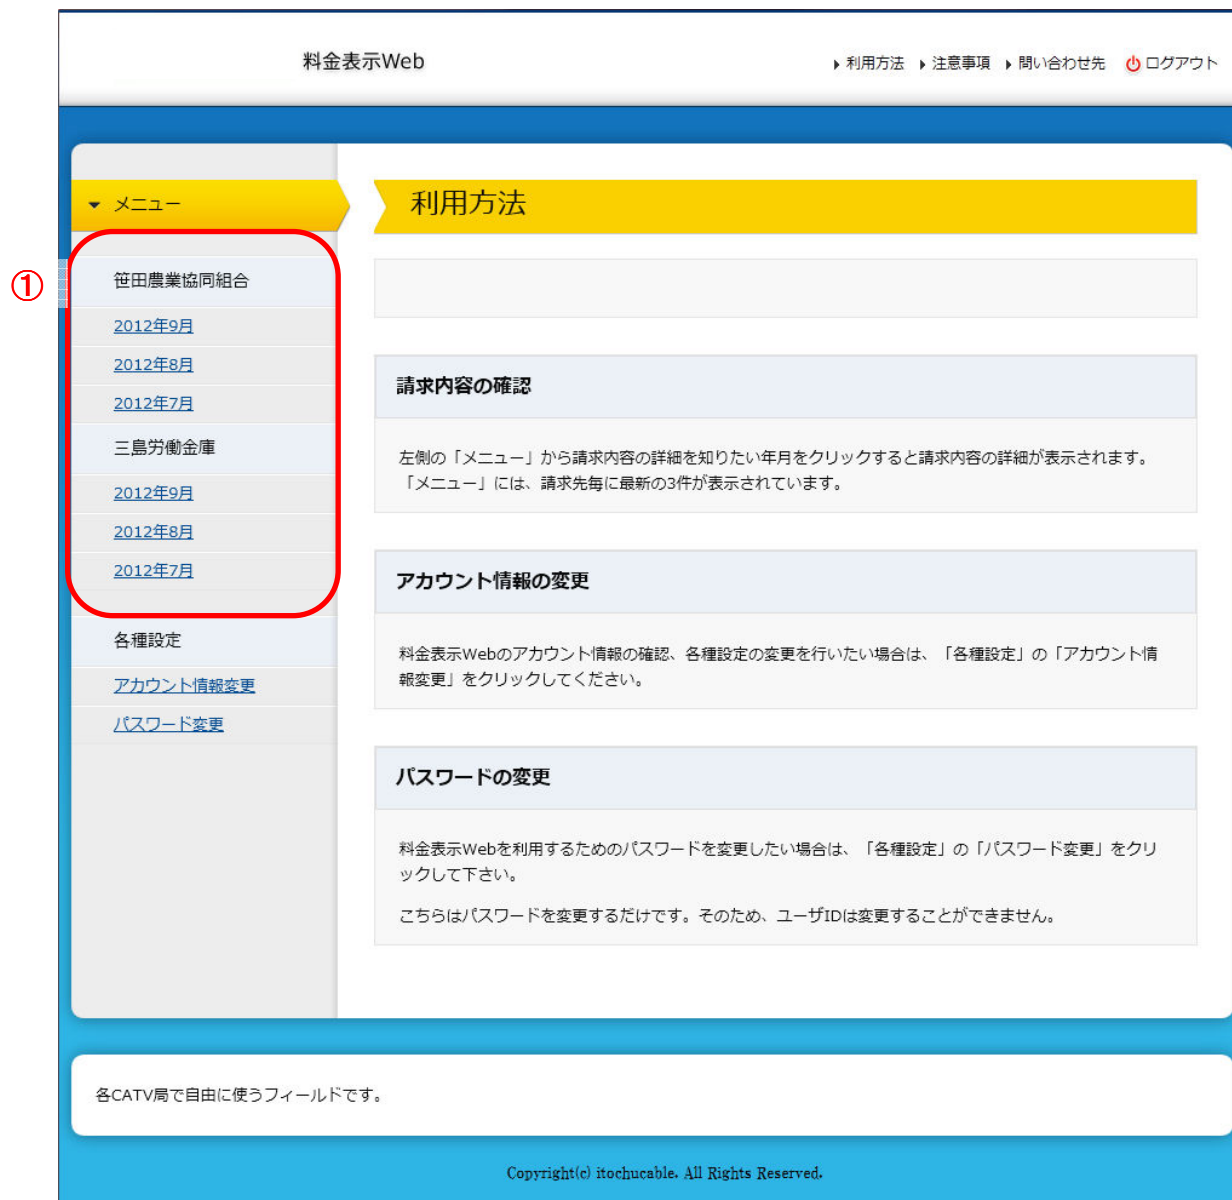 料金表示Web
利用方法
注意事項
問い合わせ先
ログアウト
メニュー
①
笹田農業協同組合
2012年9月
2012年8月
2012年7月
三島労働金庫
2012年9月
2012年8月
2012年7月
各種設定
アカウント情報変更
パスワード変更
利用方法
請求内容の確認
左側の「メニュー」から請求内容の詳細を知りたい年月をクリックすると請求内容の詳細が表示されます。
「メニュー」には、請求先毎に最新の3件が表示されています。
アカウント情報の変更
料金表示Webのアカウント情報の確認、各種設定の変更を行いたい場合は、「各種設定」の「アカウント情
報変更」をクリックしてください。
パスワードの変更
料金表示Webを利用するためのパスワードを変更したい場合は、「各種設定」の「パスワード変更」をクリ
ックして下さい。
こちらはパスワードを変更するだけです。そのため、ユーザIDは変更することができません。
各CATV局で自由に使うフィールドです。
Copyright(c) itochucable. All Rights Reserved.